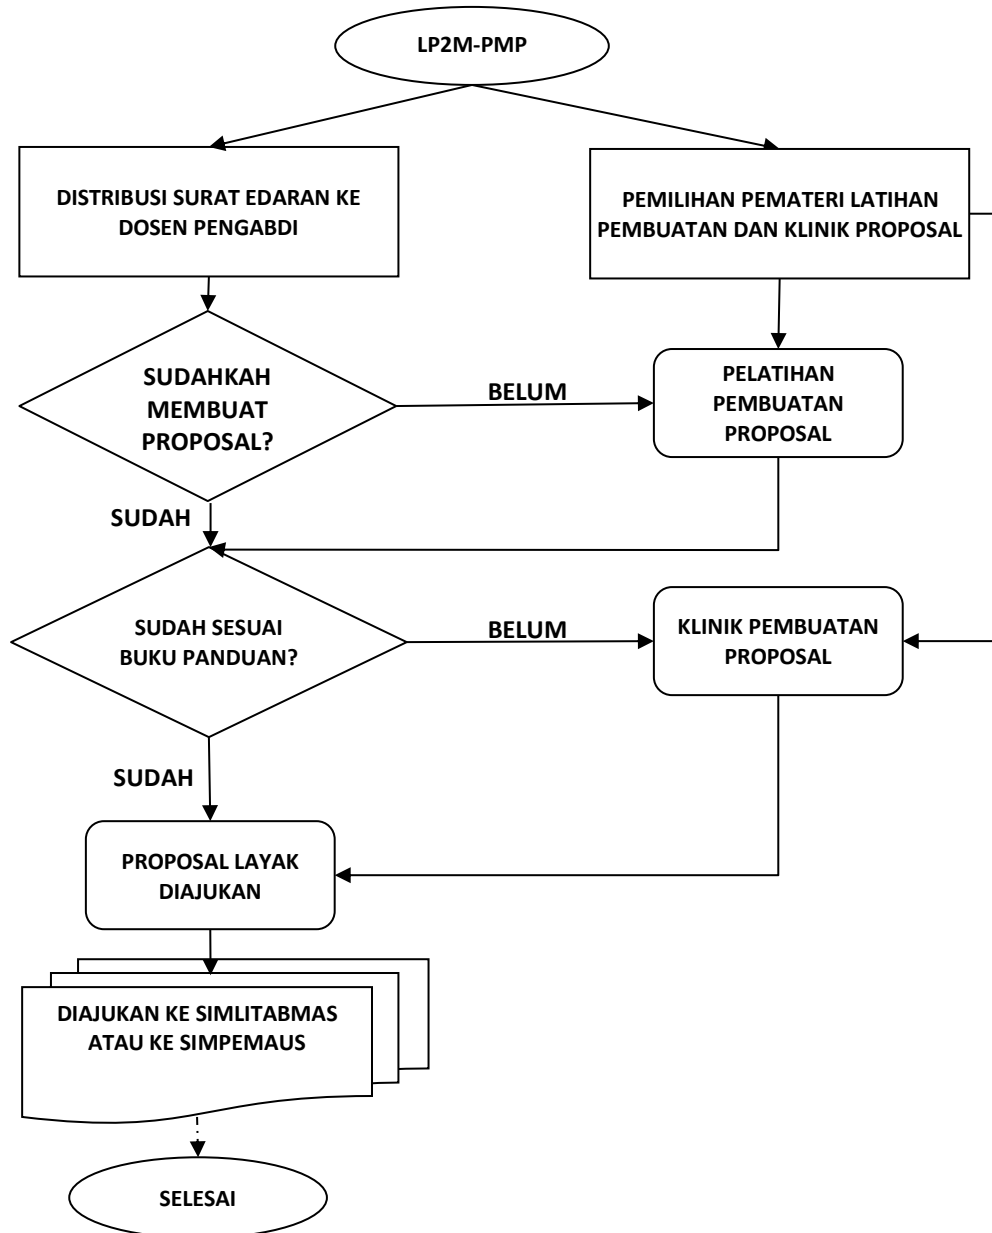 LP2M-PMP
DISTRIBUSI SURAT EDARAN KE
DOSEN PENGABDI
PEMILIHAN PEMATERI LATIHAN
PEMBUATAN DAN KLINIK PROPOSAL
SUDAHKAH
MEMBUAT
PROPOSAL?
BELUM
PELATIHAN
PEMBUATAN
PROPOSAL
SUDAH
SUDAH SESUAI
BUKU PANDUAN?
BELUM
KLINIK PEMBUATAN
PROPOSAL
SUDAH
PROPOSAL LAYAK
DIAJUKAN
DIAJUKAN KE SIMLITABMAS
ATAU KE SIMPEMAUS
SELESAI